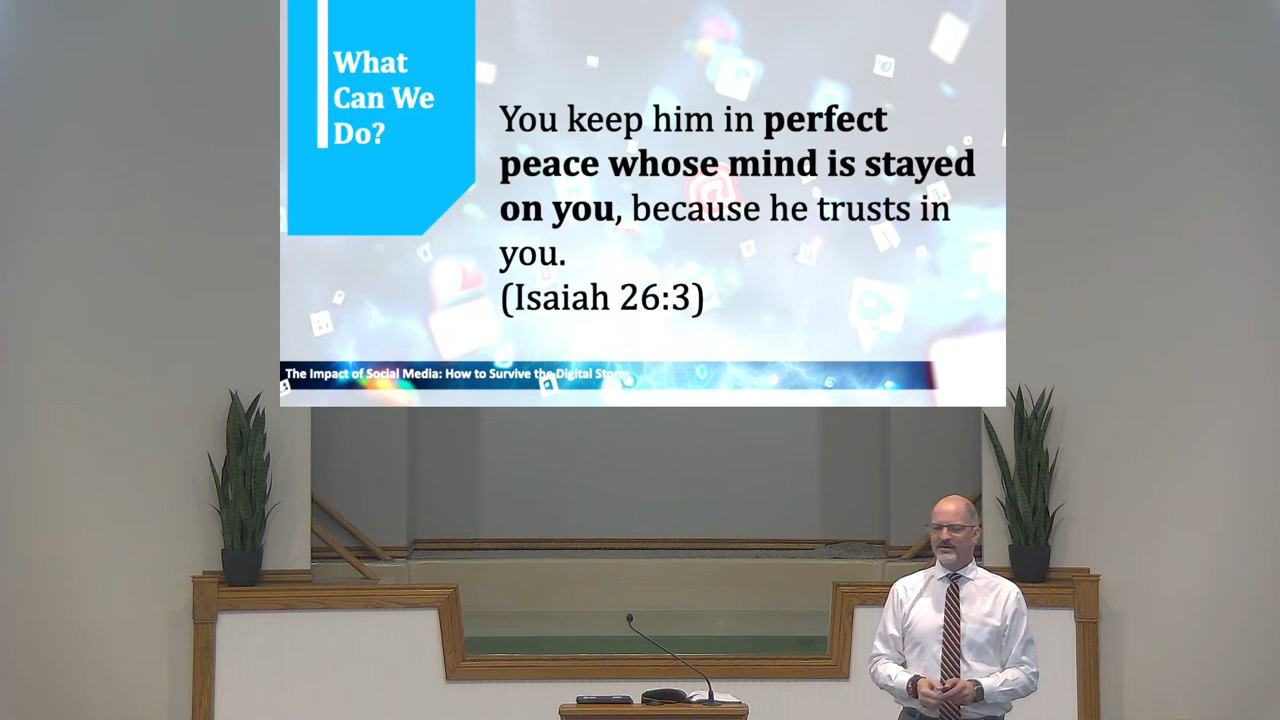 What
Can We
Do?
You keep him in perfect
peace whose mind is stayed
on you, because he trusts in
you.
(Isaiah 26:3)
The Impact of Social Media: How to Survive the Digital Storm